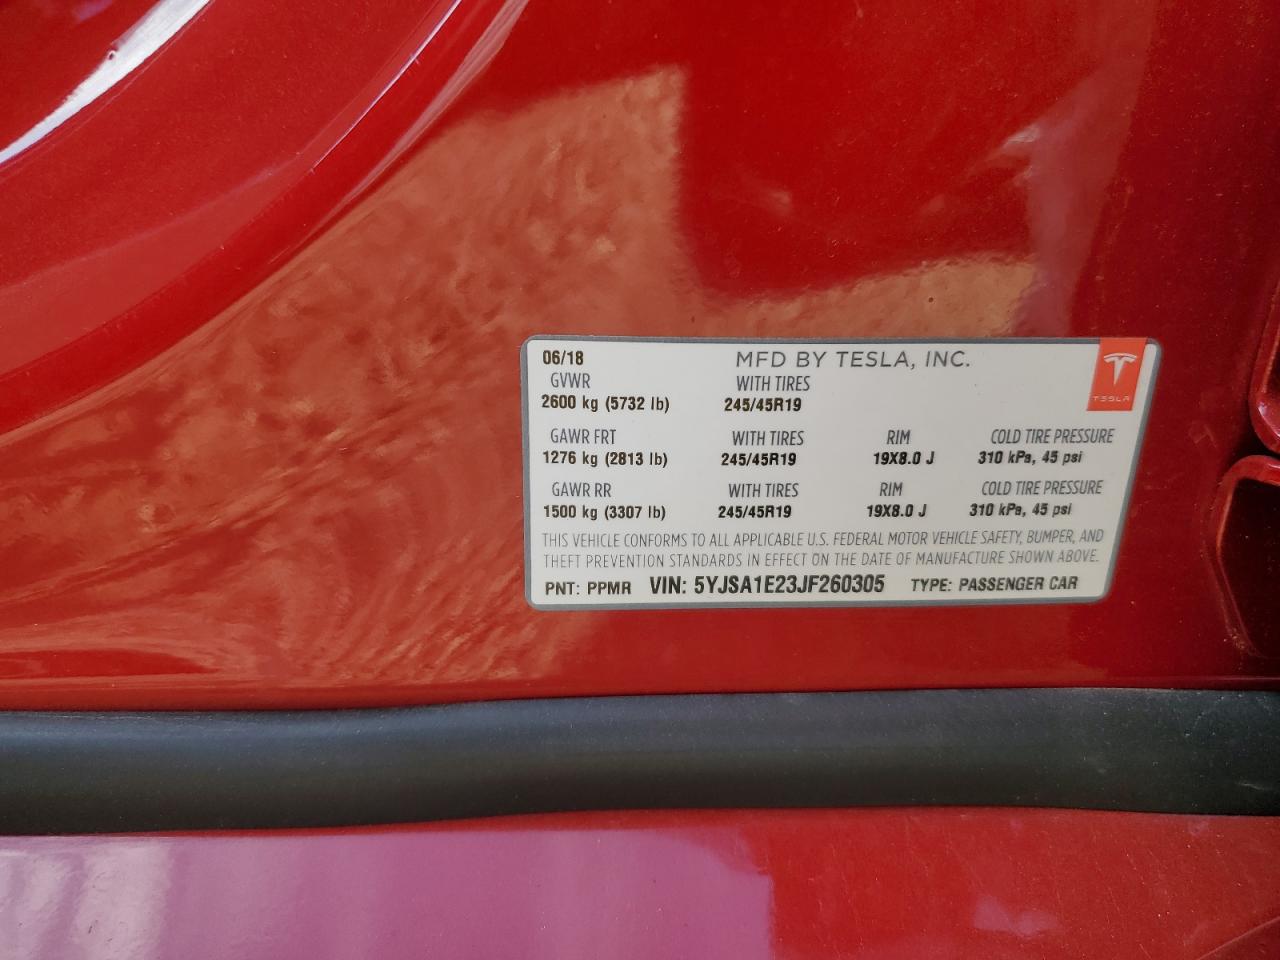 06/18 MFD BY TESLA, INC.
GVWR WITH TIRES
2600 kg (5732 lb) 245/45R19
TESLA
GAWR FRT WITH TIRES RIM COLD TIRE PRESSURE
1276 kg (2813 lb) 245/45R19 19X8.0 J 310 kPa, 45 psi
GAWR RR WITH TIRES RIM COLD TIRE PRESSURE
1500 kg (3307 lb) 245/45R19 19X8.0 J 310 kPa, 45 psi
THIS VEHICLE CONFORMS TO ALL APPLICABLE U.S. FEDERAL MOTOR VEHICLE SAFETY, BUMPER, AND
THEFT PREVENTION STANDARDS IN EFFECT ON THE DATE OF MANUFACTURE SHOWN ABOVE.
PNT: PPMR VIN: 5YJSA1E23JF260305 TYPE: PASSENGER CAR